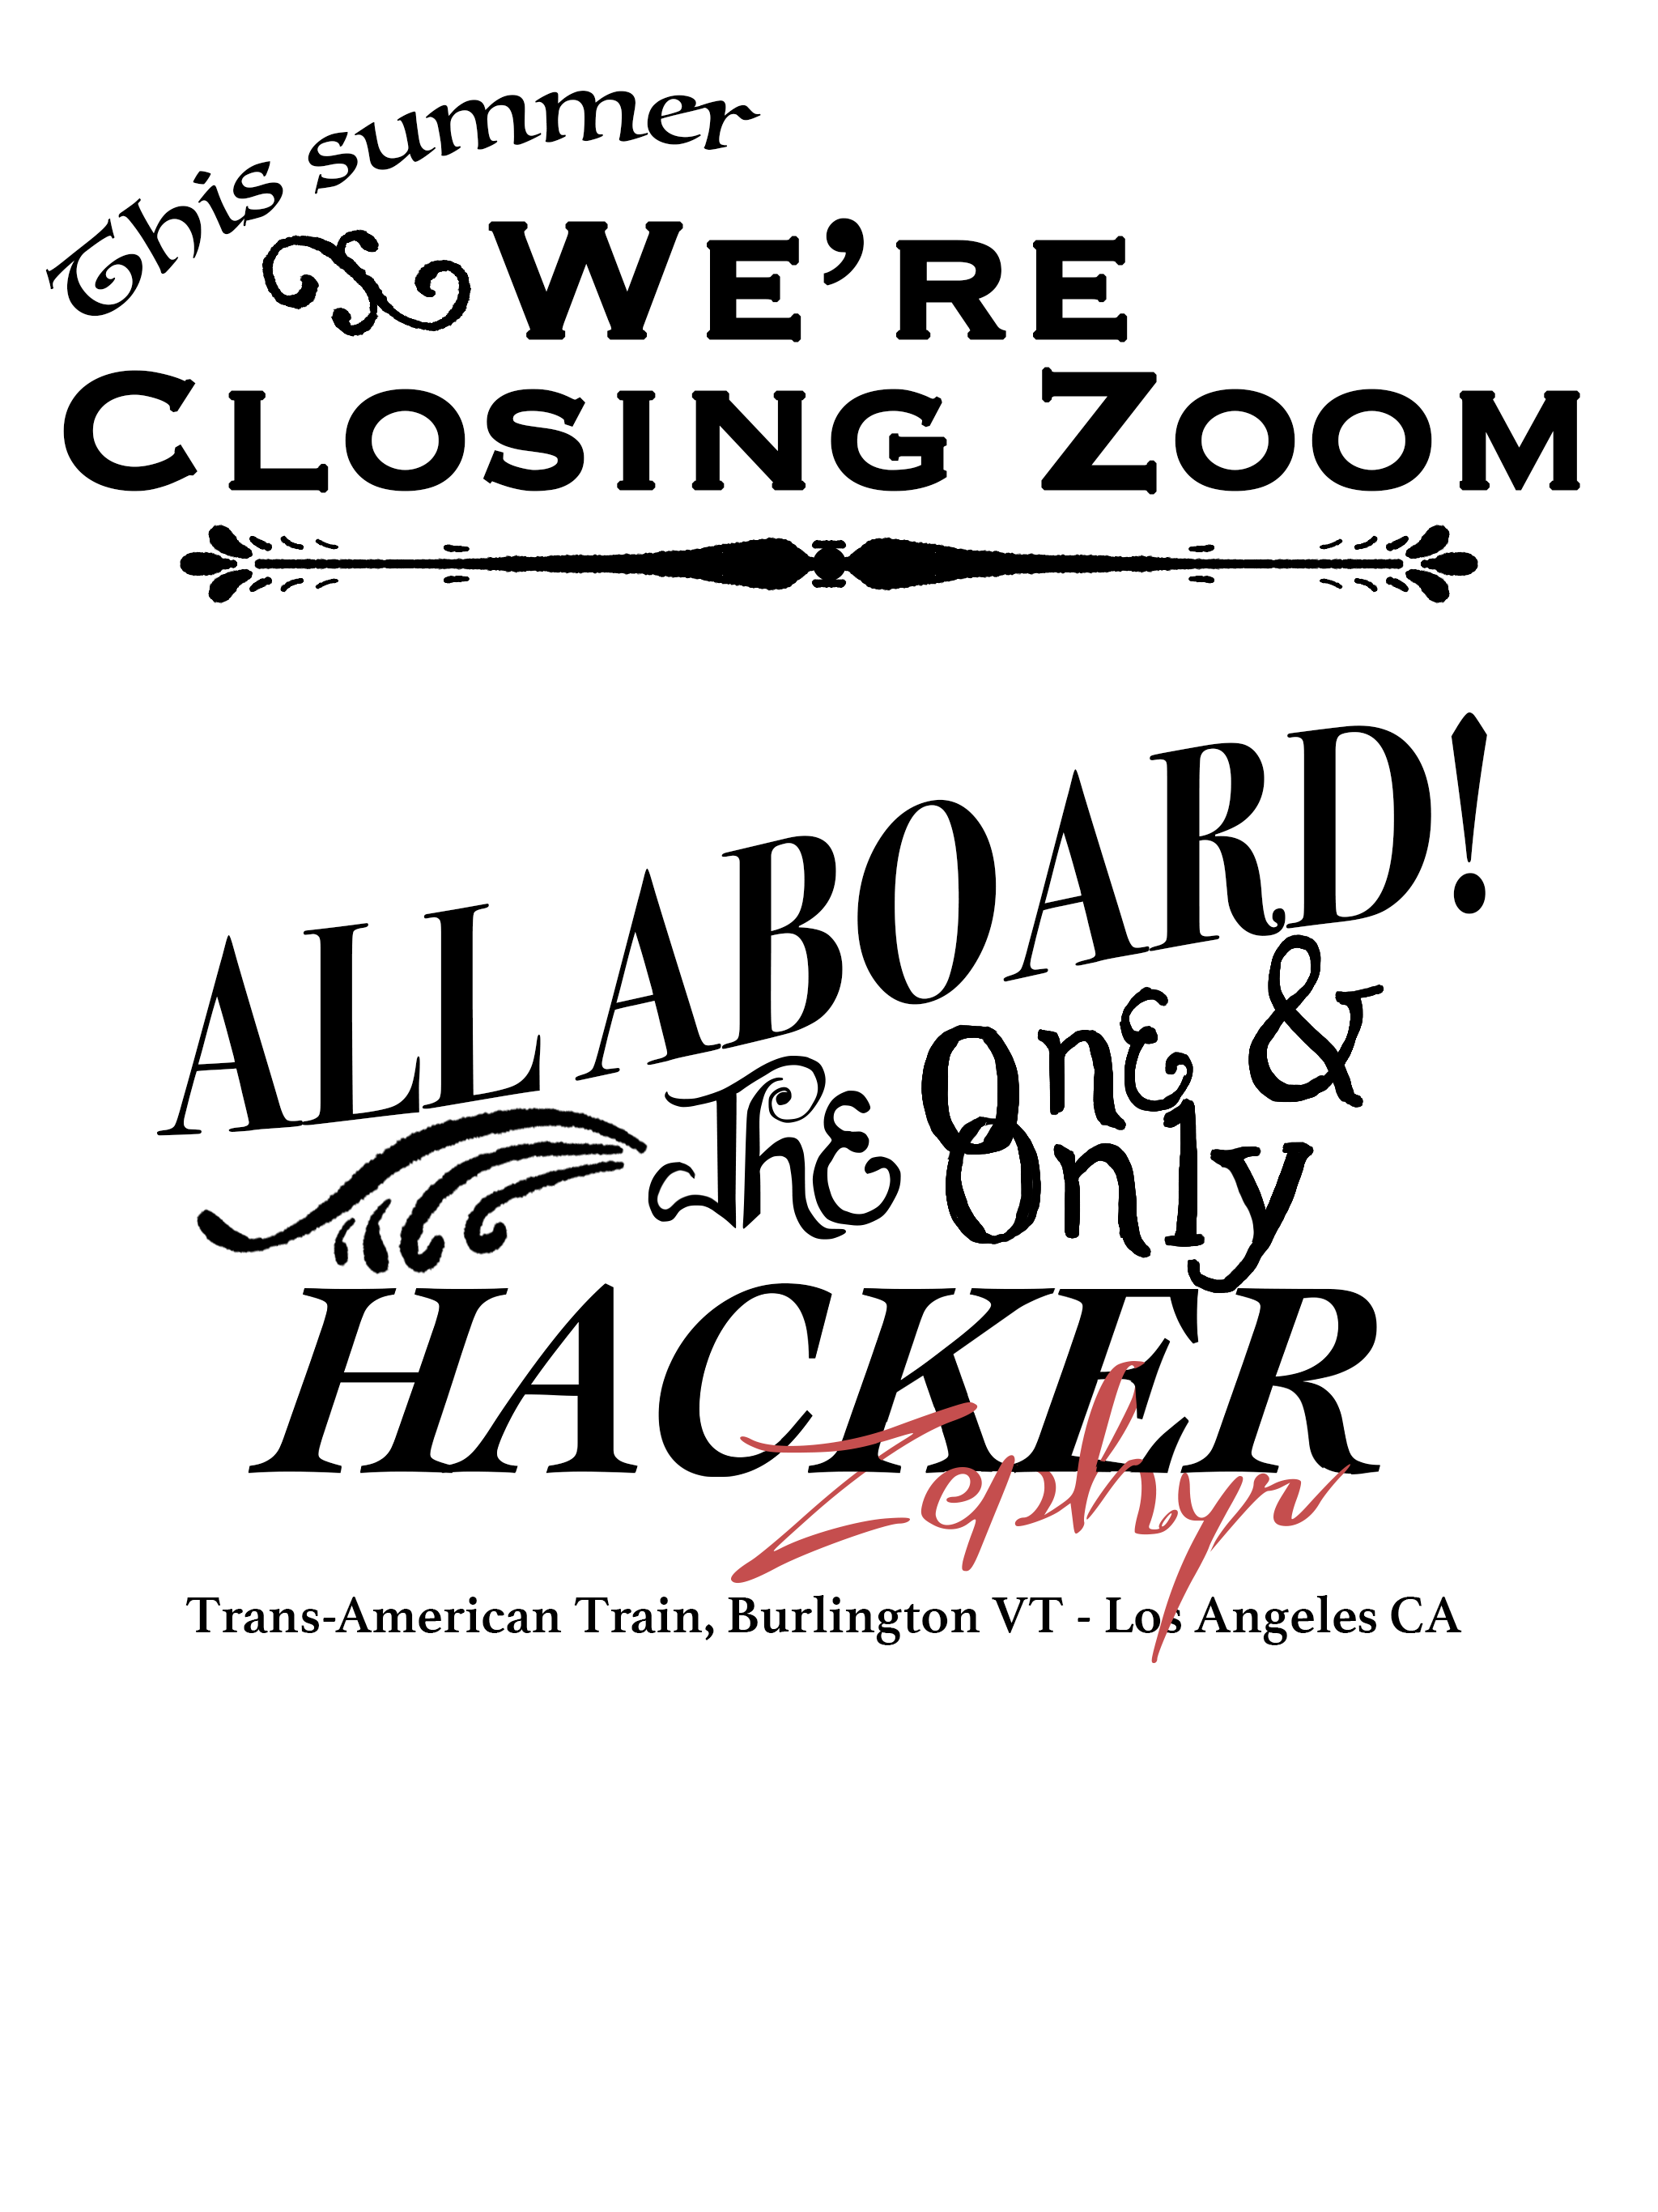 This summer
WE'RE
CLOSING ZOOM
ALL ABOARD!
The One &
Only
HACKER
Zephyr
Trans-American Train, Burlington VT - Los Angeles CA